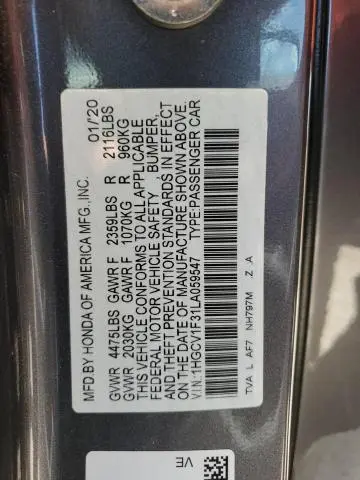 MFD. BY HONDA OF AMERICA MFG., INC. 01/20
GVWR 4475LBS GAWR F 2359LBS R 2116LBS
GVWR 2030KG GAWR F 1070KG R 960KG
THIS VEHICLE CONFORMS TO ALL APPLICABLE
FEDERAL MOTOR VEHICLE SAFETY , BUMPER,
AND THEFT PREVENTION STANDARDS IN EFFECT
ON THE DATE OF MANUFACTURE SHOWN ABOVE.
V.I.N:1HGCV1F31LA059547 TYPE:PASSENGER CAR
TVA L AF7 NH797M Z A
VE